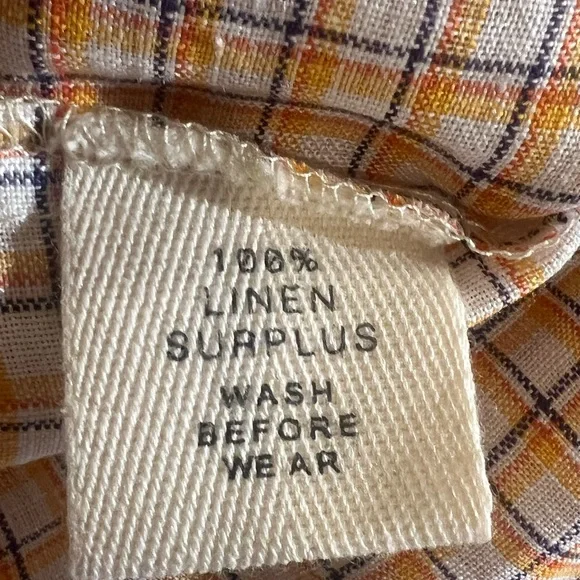 100%
LINEN
SURPLUS
WASH
BEFORE
WEAR